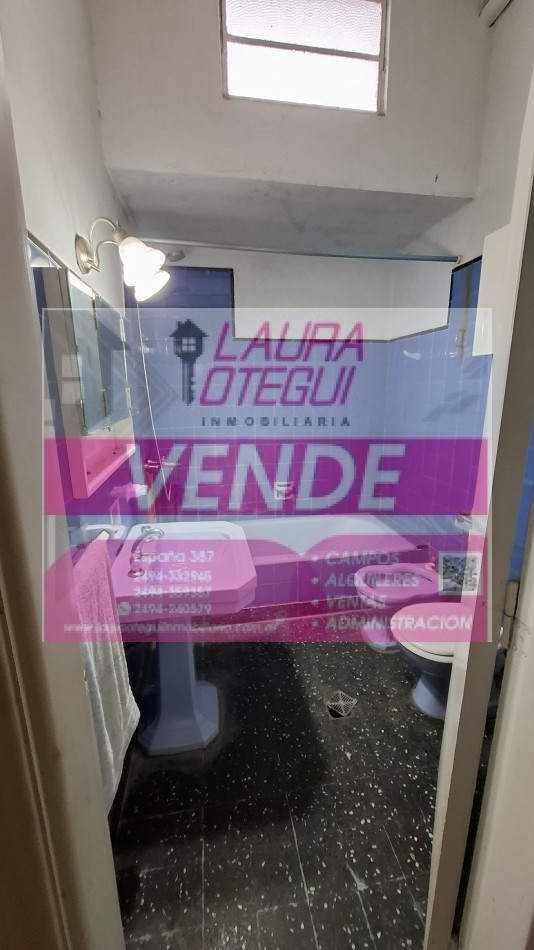 LAURA
OTEGUI
INMOBILIARIA
VENDE
España 387
2494-332945
2494-240579
• CAMPOS
• ALQUILERES
• VENTAS
• ADMINISTRACION